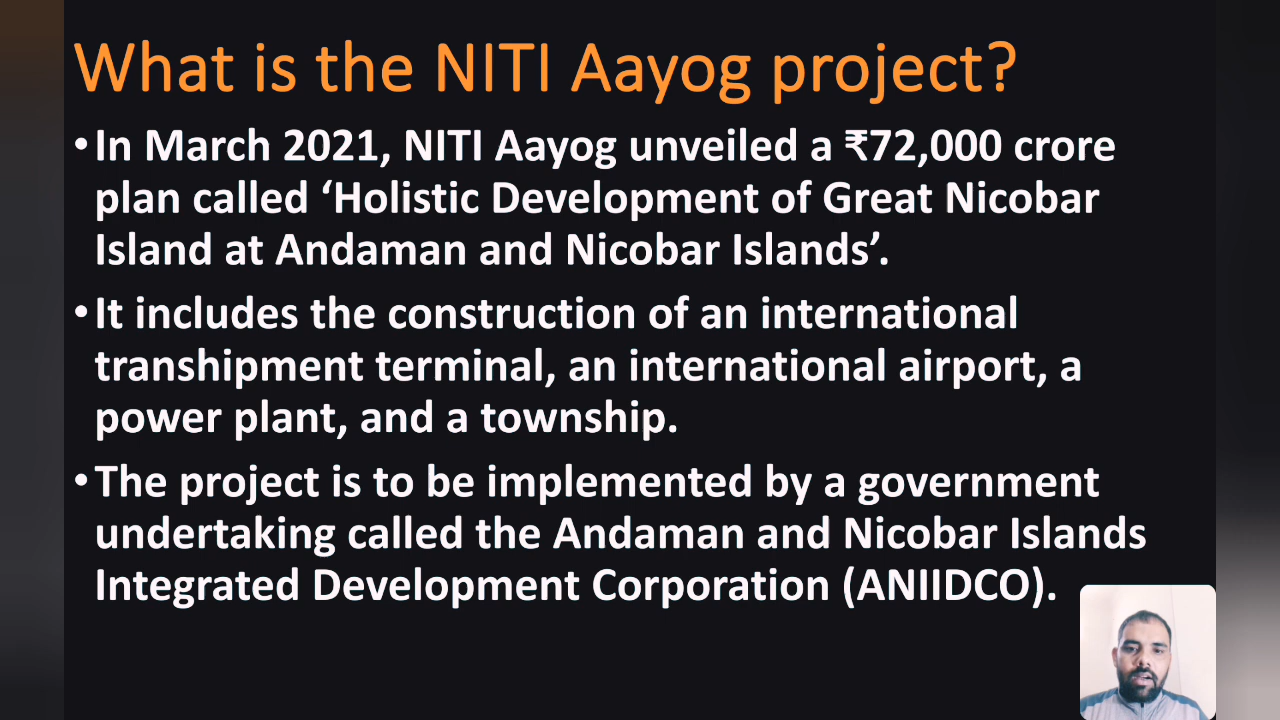 What is the NITI Aayog project?
•In March 2021, NITI Aayog unveiled a ₹72,000 crore
plan called ‘Holistic Development of Great Nicobar
Island at Andaman and Nicobar Islands’.
•It includes the construction of an international
transhipment terminal, an international airport, a
power plant, and a township.
•The project is to be implemented by a government
undertaking called the Andaman and Nicobar Islands
Integrated Development Corporation (ANIIDCO).